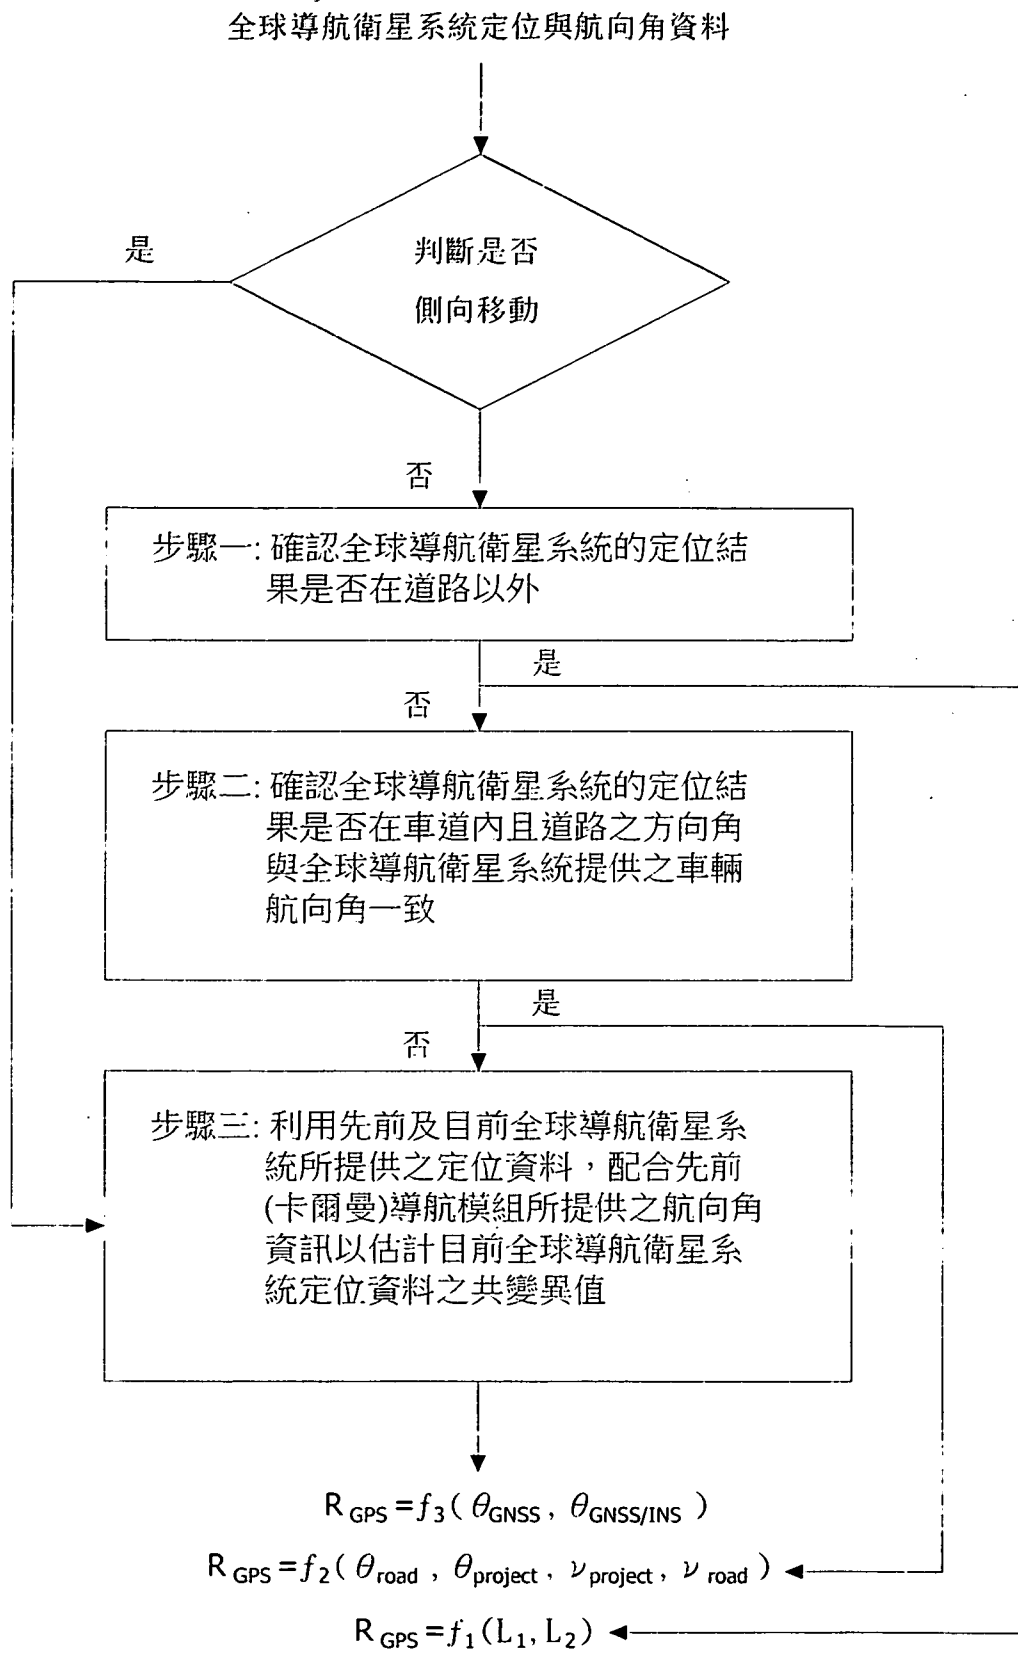 全球導航衛星系統定位與航向角資料
是
判斷是否
側向移動
否
步驟一: 確認全球導航衛星系統的定位結
果是否在道路以外
是
否
步驟二: 確認全球導航衛星系統的定位結
果是否在車道內且道路之方向角
與全球導航衛星系統提供之車輛
航向角一致
是
否
步驟三: 利用先前及目前全球導航衛星系
統所提供之定位資料，配合先前
(卡爾曼)導航模組所提供之航向角
資訊以估計目前全球導航衛星系
統定位資料之共變異值
R GPS =f3( θGNSS , θGNSS/INS )
R GPS =f2( θroad , θproject , νproject , ν road )
R GPS =f1(L1, L2)